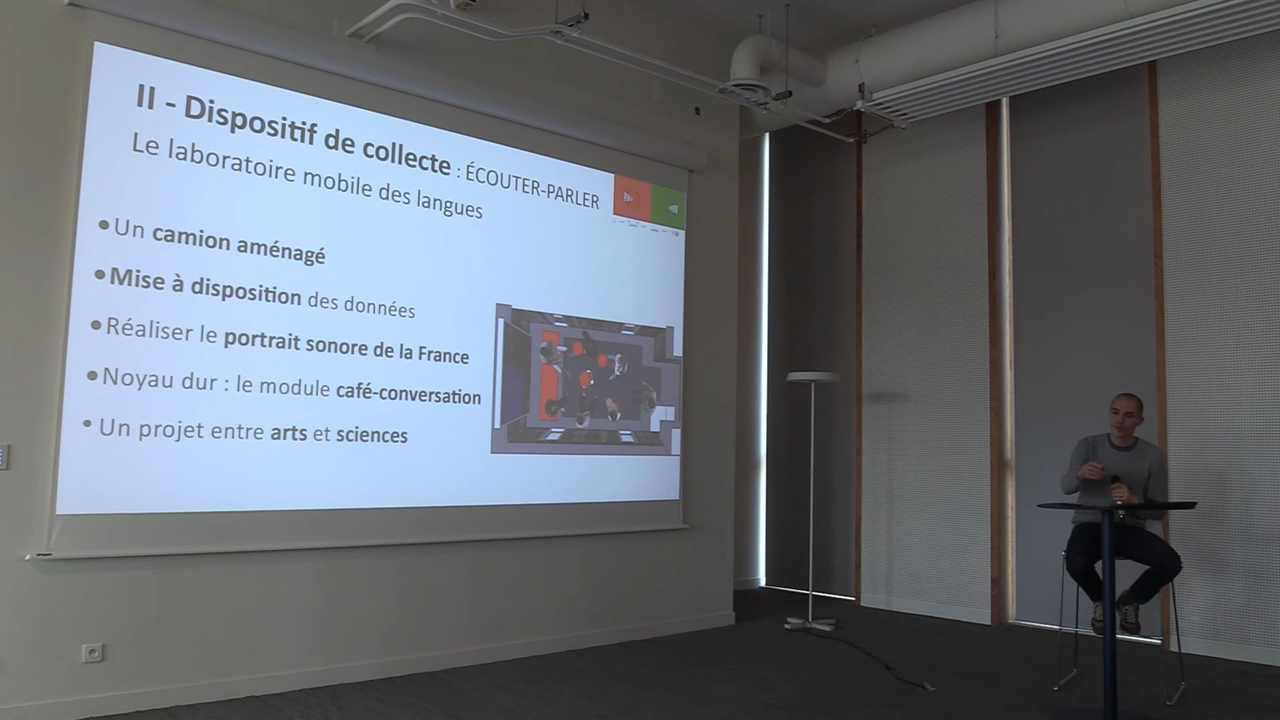 II - Dispositif de collecte : ÉCOUTER-PARLER
Le laboratoire mobile des langues
•Un camion aménagé
•Mise à disposition des données
•Réaliser le portrait sonore de la France
•Noyau dur : le module café-conversation
•Un projet entre arts et sciences